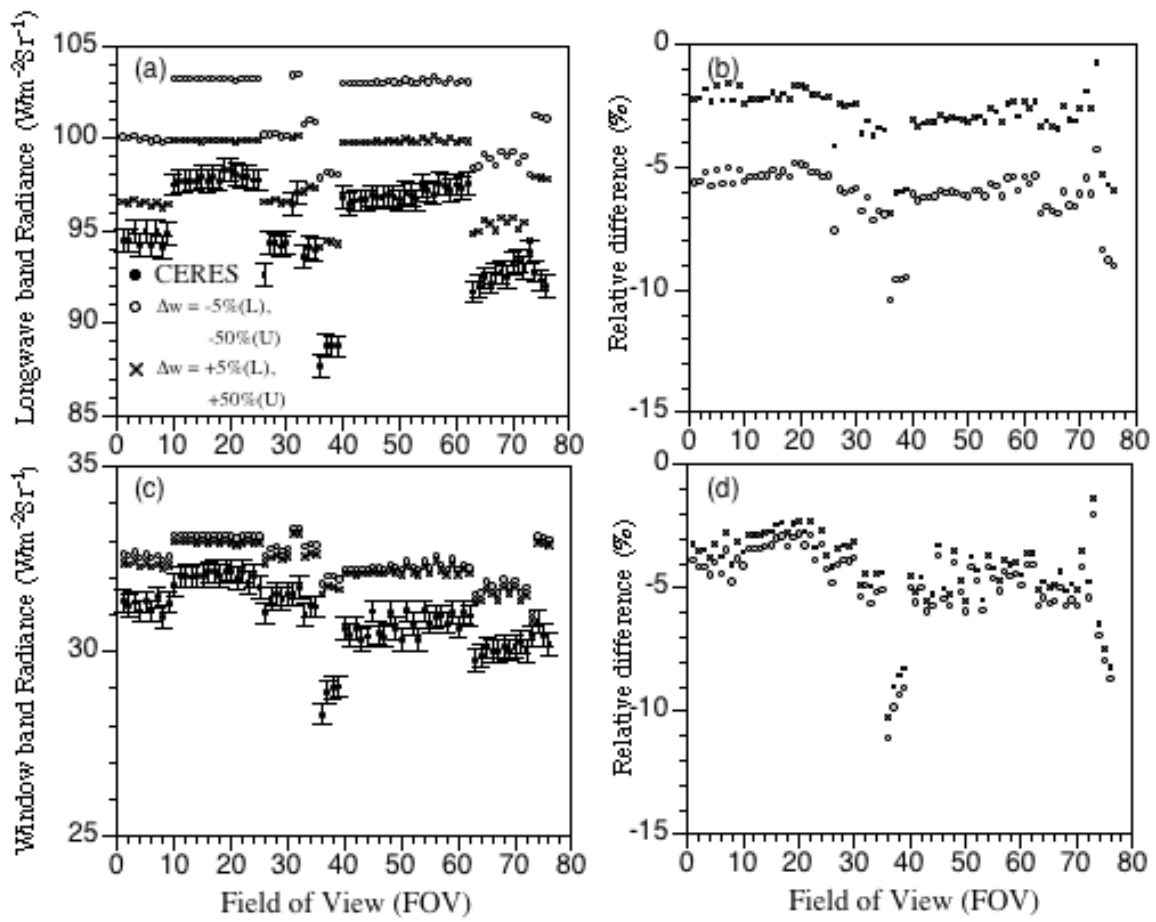 Longwave band Radiance (Wm⁻²Sr⁻¹)
105
100
95
90
85
(a)
CERES
Δw = -5%(L),
-50%(U)
Δw = +5%(L),
+50%(U)
0 10 20 30 40 50 60 70 80
Relative difference (%)
0
-5
-10
-15
(b)
0 10 20 30 40 50 60 70 80
Window band Radiance (Wm⁻²Sr⁻¹)
35
30
25
(c)
0 10 20 30 40 50 60 70 80
Field of View (FOV)
Relative difference (%)
0
-5
-10
-15
(d)
0 10 20 30 40 50 60 70 80
Field of View (FOV)